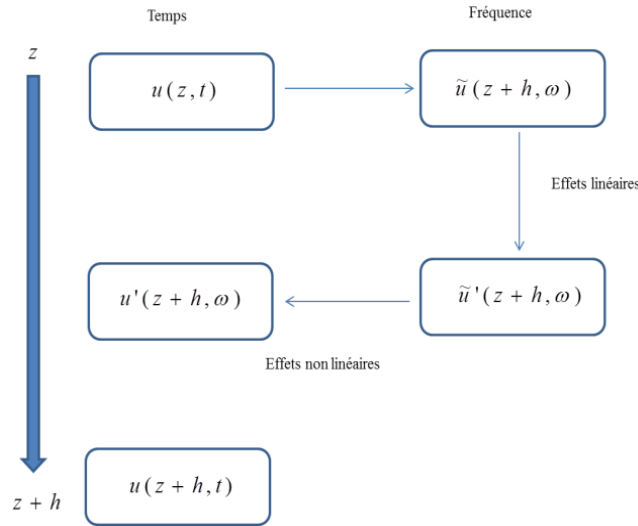 Temps
Fréquence
z
u(z,t)
ũ(z+h,ω)
Effets linéaires
u'(z+h,ω)
ũ'(z+h,ω)
Effets non linéaires
u(z+h,t)
z+h